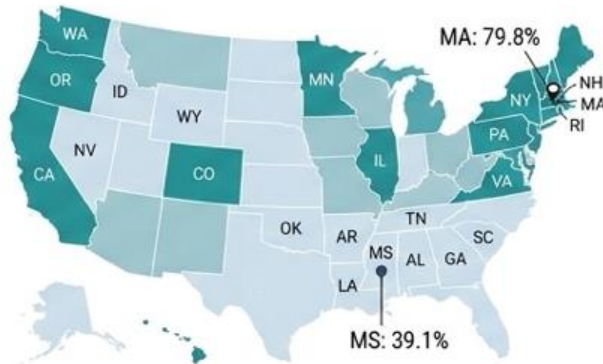 WA
MA: 79.8%
OR
MN
NH
ID
NY
MA
WY
RI
PA
NV
IL
CA
CO
VA
TN
OK
AR
SC
MS
AL
GA
LA
MS: 39.1%